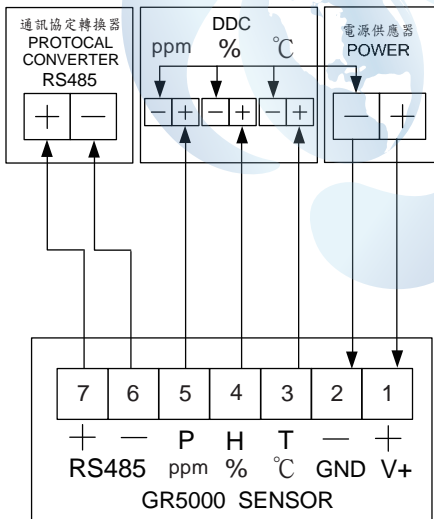 通訊協定轉換器
PROTOCAL
CONVERTER
RS485
+ −
DDC
ppm % ℃
− + − + − +
電源供應器
POWER
− +
7 6 5 4 3 2 1
+ − P H T − +
RS485 ppm % ℃ GND V+
GR5000 SENSOR